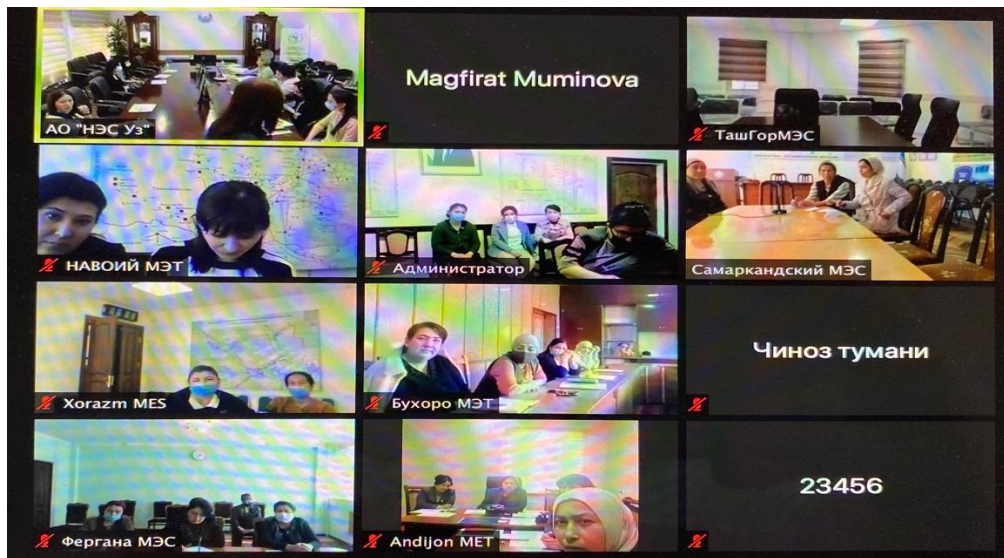 АО "НЭС Уз"
Magfirat Muminova
ТашГорМЭС
НАВОИЙ МЭТ
Администратор
Самаркандский МЭС
Xorazm MES
Бухоро МЭТ
Чиноз тумани
Фергана МЭС
Andijon MET
23456